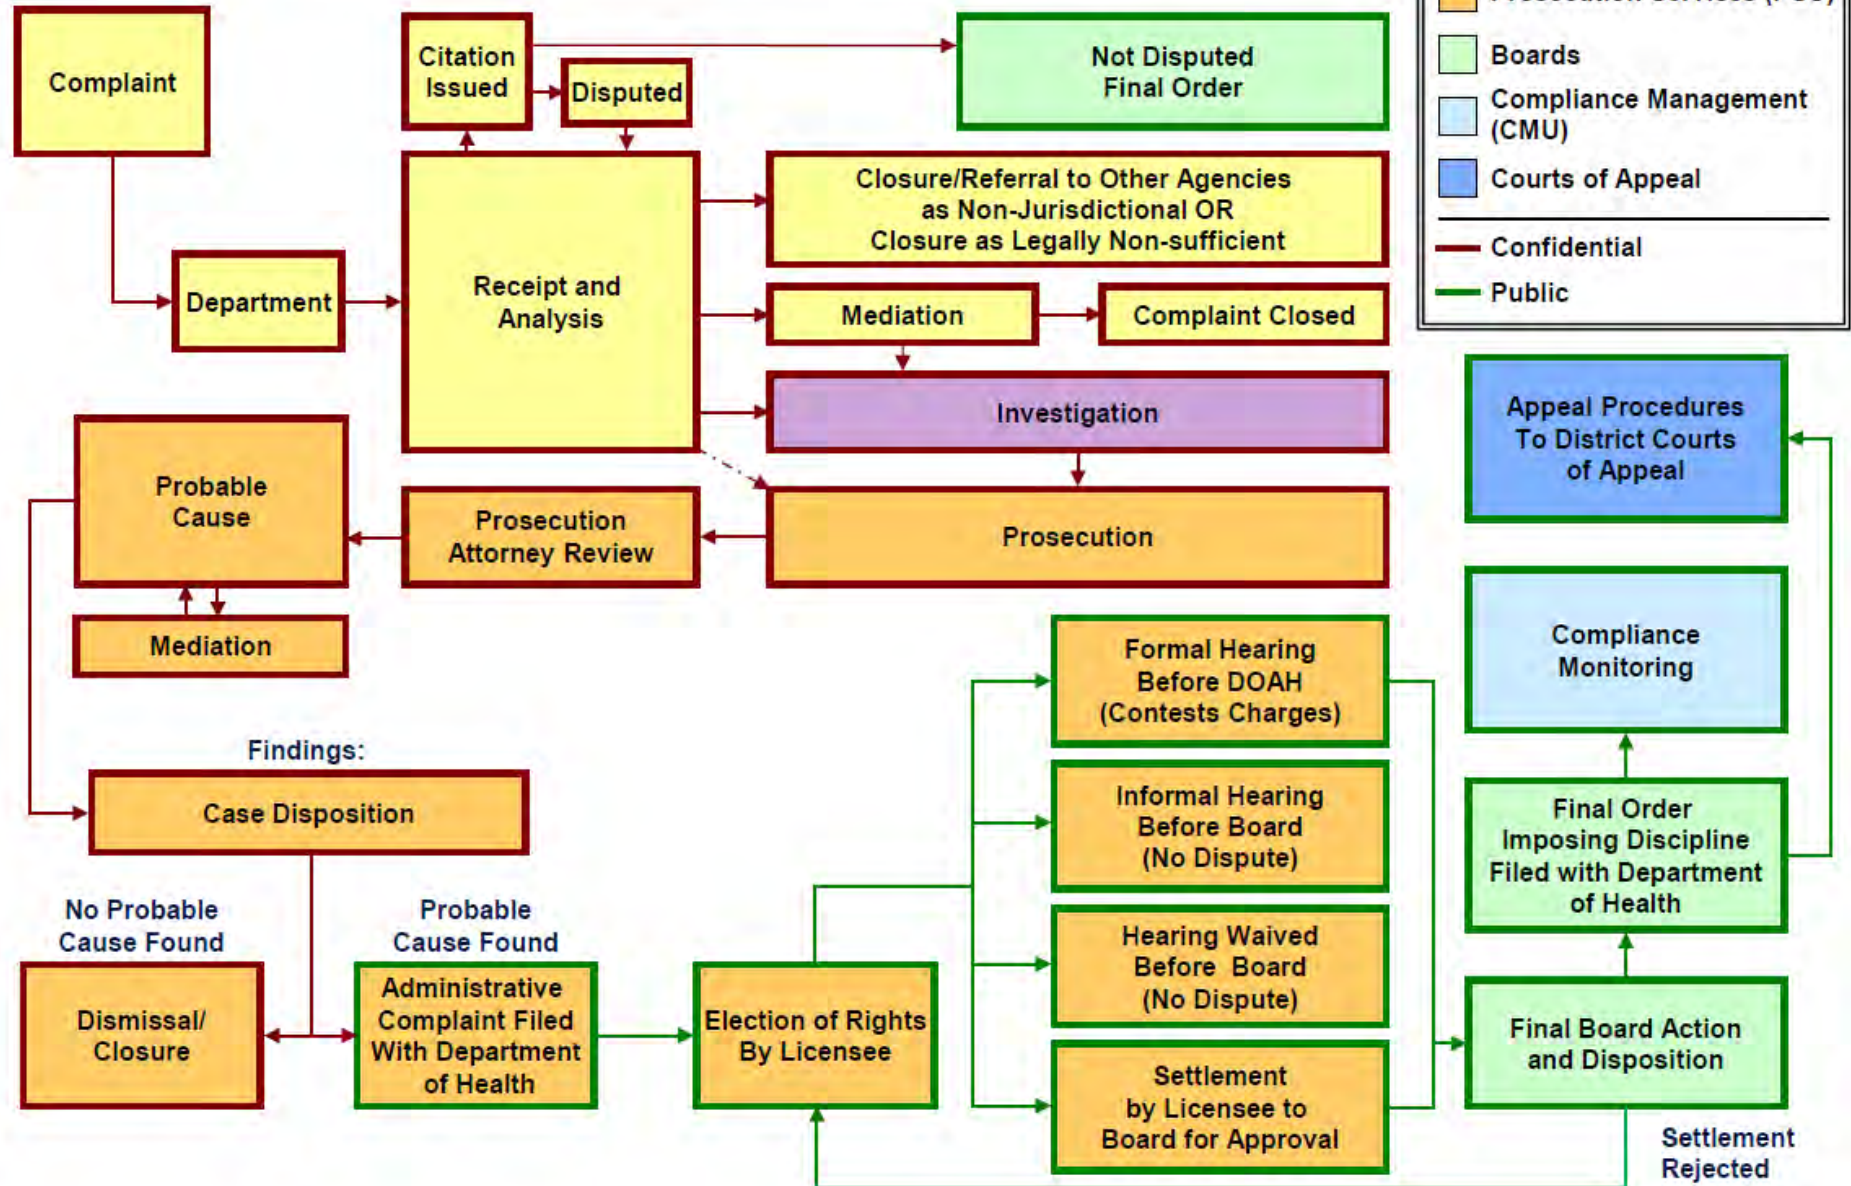 Complaint
Citation
Issued
Disputed
Not Disputed
Final Order
Boards
Compliance Management
(CMU)
Courts of Appeal
Confidential
Public
Closure/Referral to Other Agencies
as Non-Jurisdictional OR
Closure as Legally Non-sufficient
Department
Receipt and
Analysis
Mediation
Complaint Closed
Investigation
Appeal Procedures
To District Courts
of Appeal
Probable
Cause
Prosecution
Attorney Review
Prosecution
Mediation
Formal Hearing
Before DOAH
(Contests Charges)
Compliance
Monitoring
Findings:
Case Disposition
Informal Hearing
Before Board
(No Dispute)
Final Order
Imposing Discipline
Filed with Department
of Health
No Probable
Cause Found
Probable
Cause Found
Hearing Waived
Before Board
(No Dispute)
Dismissal/
Closure
Administrative
Complaint Filed
With Department
of Health
Election of Rights
By Licensee
Final Board Action
and Disposition
Settlement
by Licensee to
Board for Approval
Settlement
Rejected